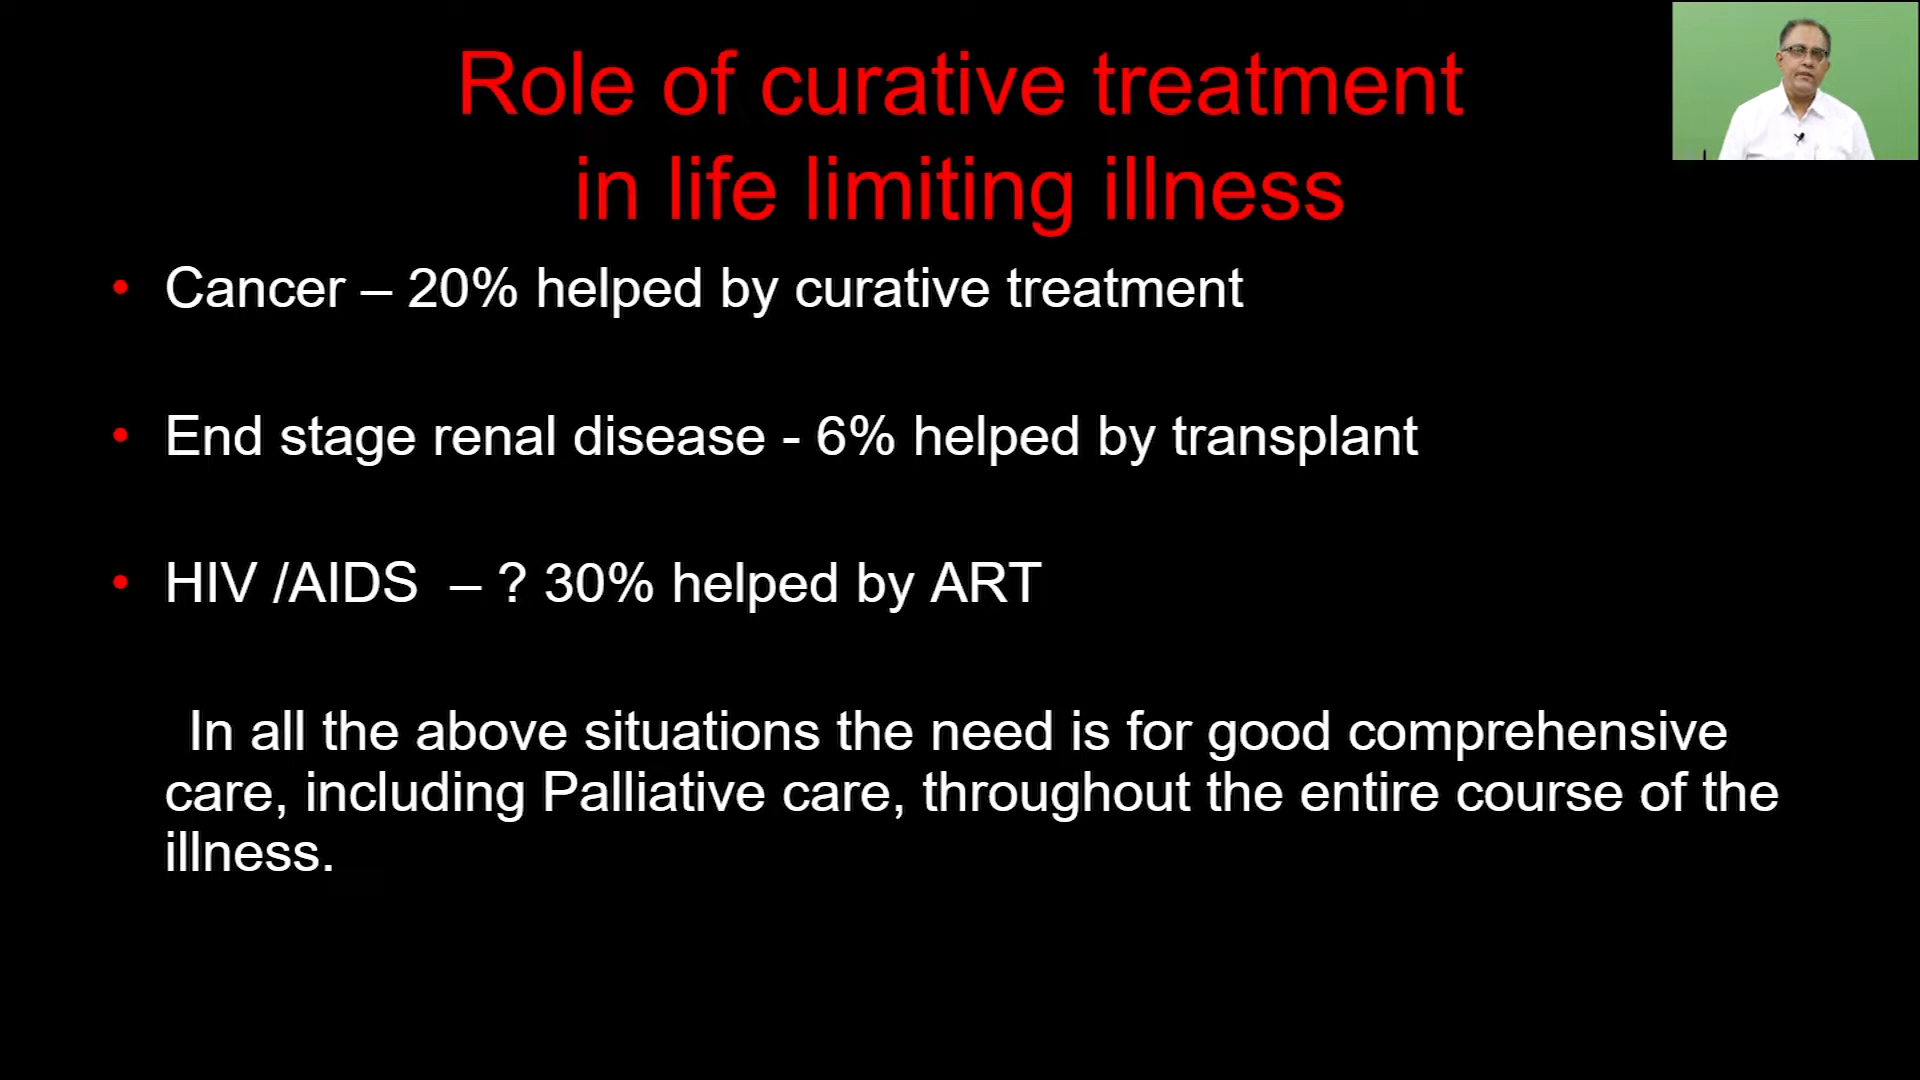 Role of curative treatment
in life limiting illness
• Cancer – 20% helped by curative treatment
• End stage renal disease - 6% helped by transplant
• HIV /AIDS  – ? 30% helped by ART
In all the above situations the need is for good comprehensive
care, including Palliative care, throughout the entire course of the
illness.